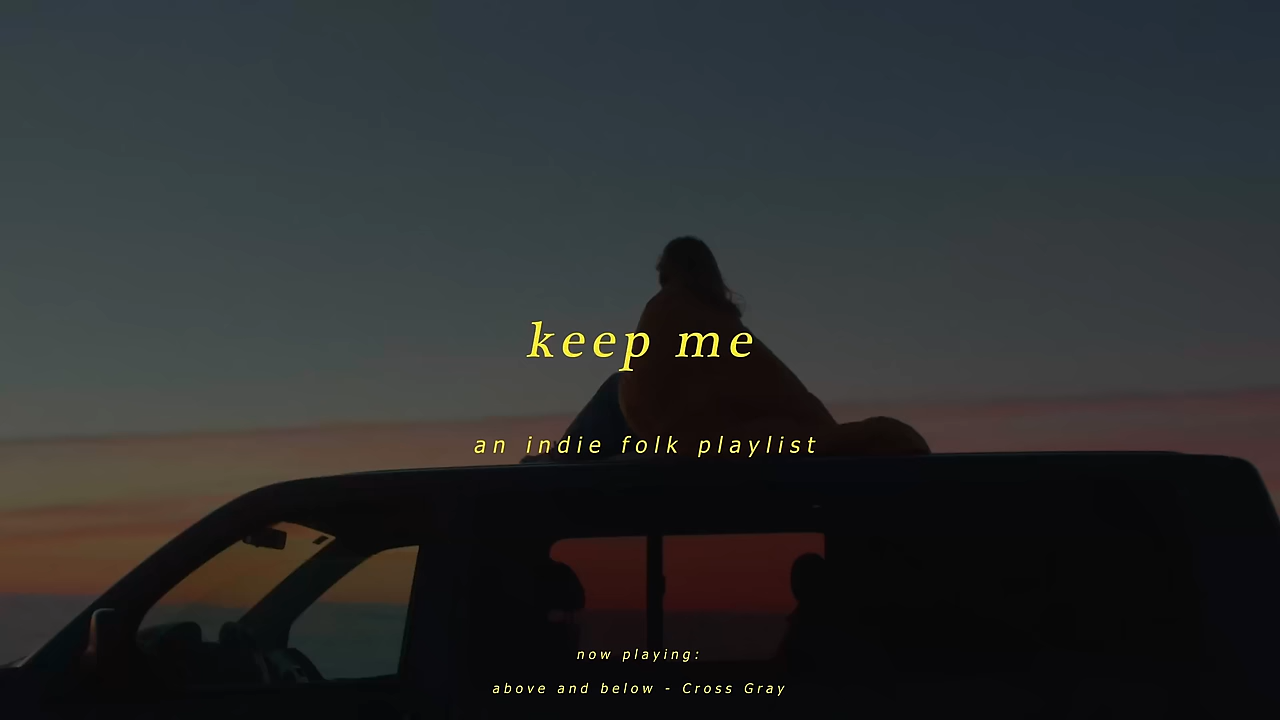 keep me
an indie folk playlist
now playing:
above and below - Cross Gray